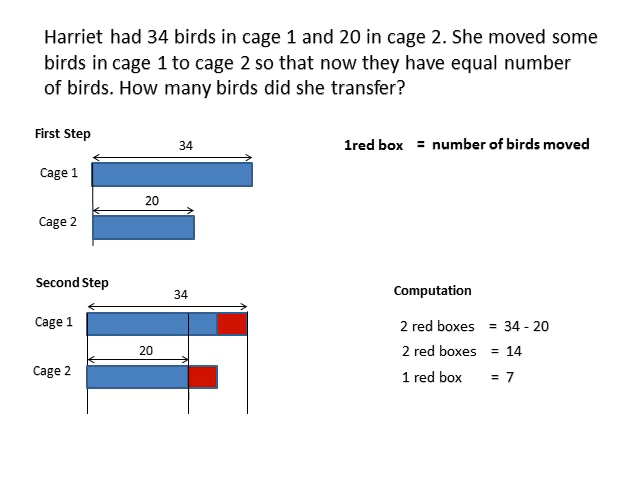 Harriet had 34 birds in cage 1 and 20 in cage 2. She moved some
birds in cage 1 to cage 2 so that now they have equal number
of birds. How many birds did she transfer?
First Step
1red box = number of birds moved
34
Cage 1
20
Cage 2
Second Step
34
Cage 1
20
Cage 2
Computation
2 red boxes = 34 - 20
2 red boxes = 14
1 red box = 7